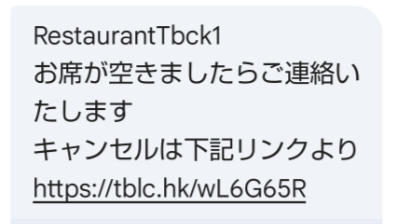 RestaurantTbck1
お席が空きましたらご連絡い
たします
キャンセルは下記リンクより
https://tblc.hk/wL6G65R